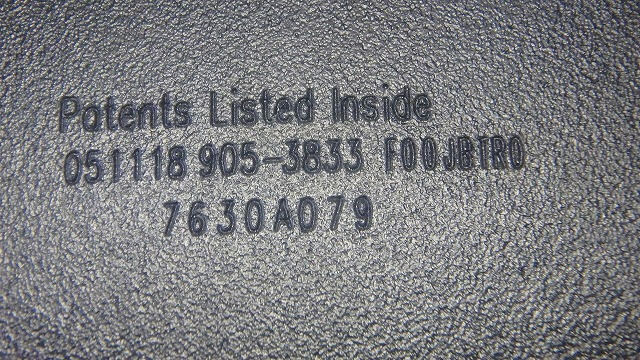 Patents Listed Inside
051118 905-3833 F00JBTR0
7630A079